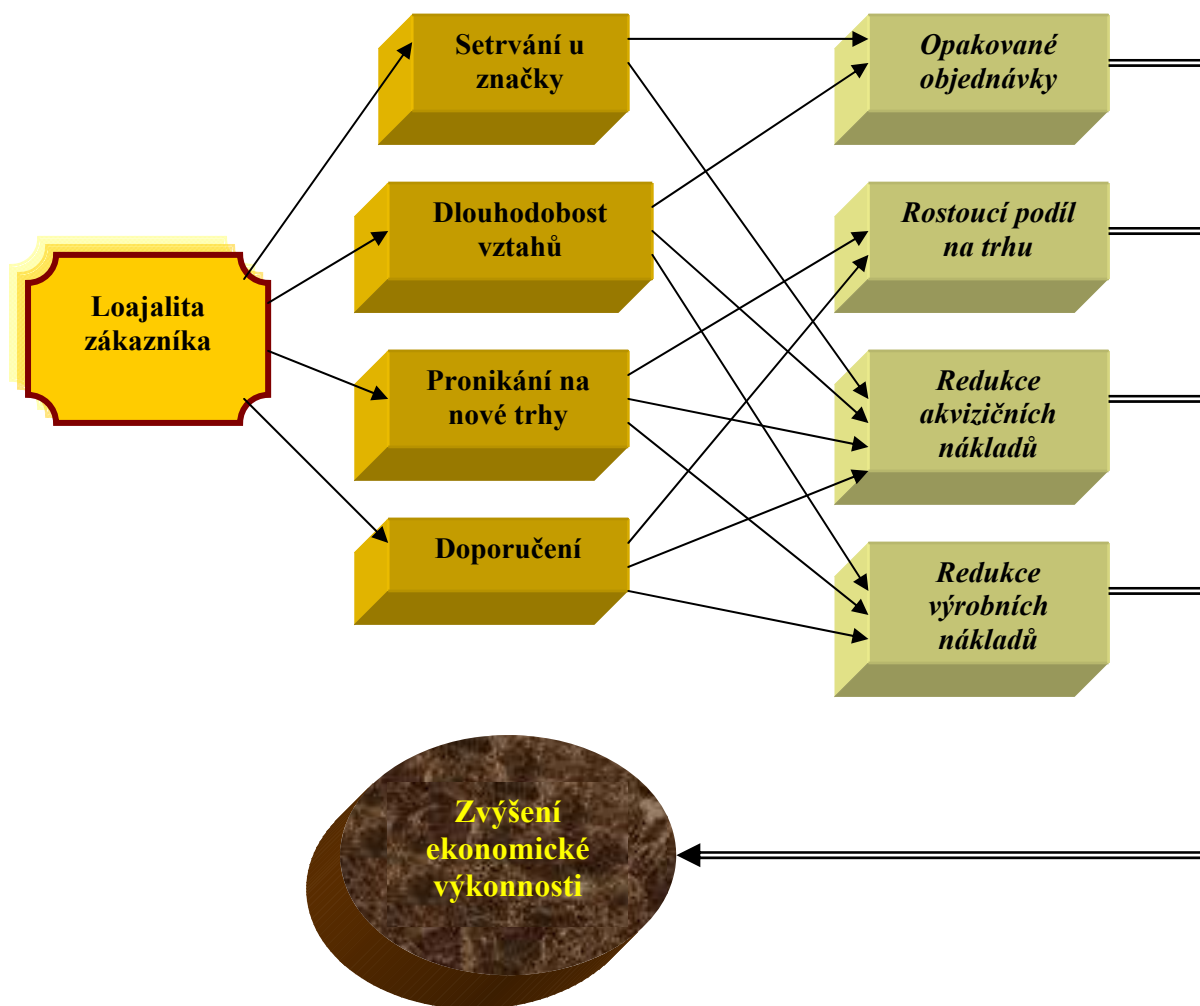 Setrvání u
značky
Opakované
objednávky
Dlouhodobost
vztahů
Rostoucí podíl
na trhu
Loajalita
zákazníka
Pronikání na
nové trhy
Redukce
akvizičních
nákladů
Doporučení
Redukce
výrobních
nákladů
Zvýšení
ekonomické
výkonnosti